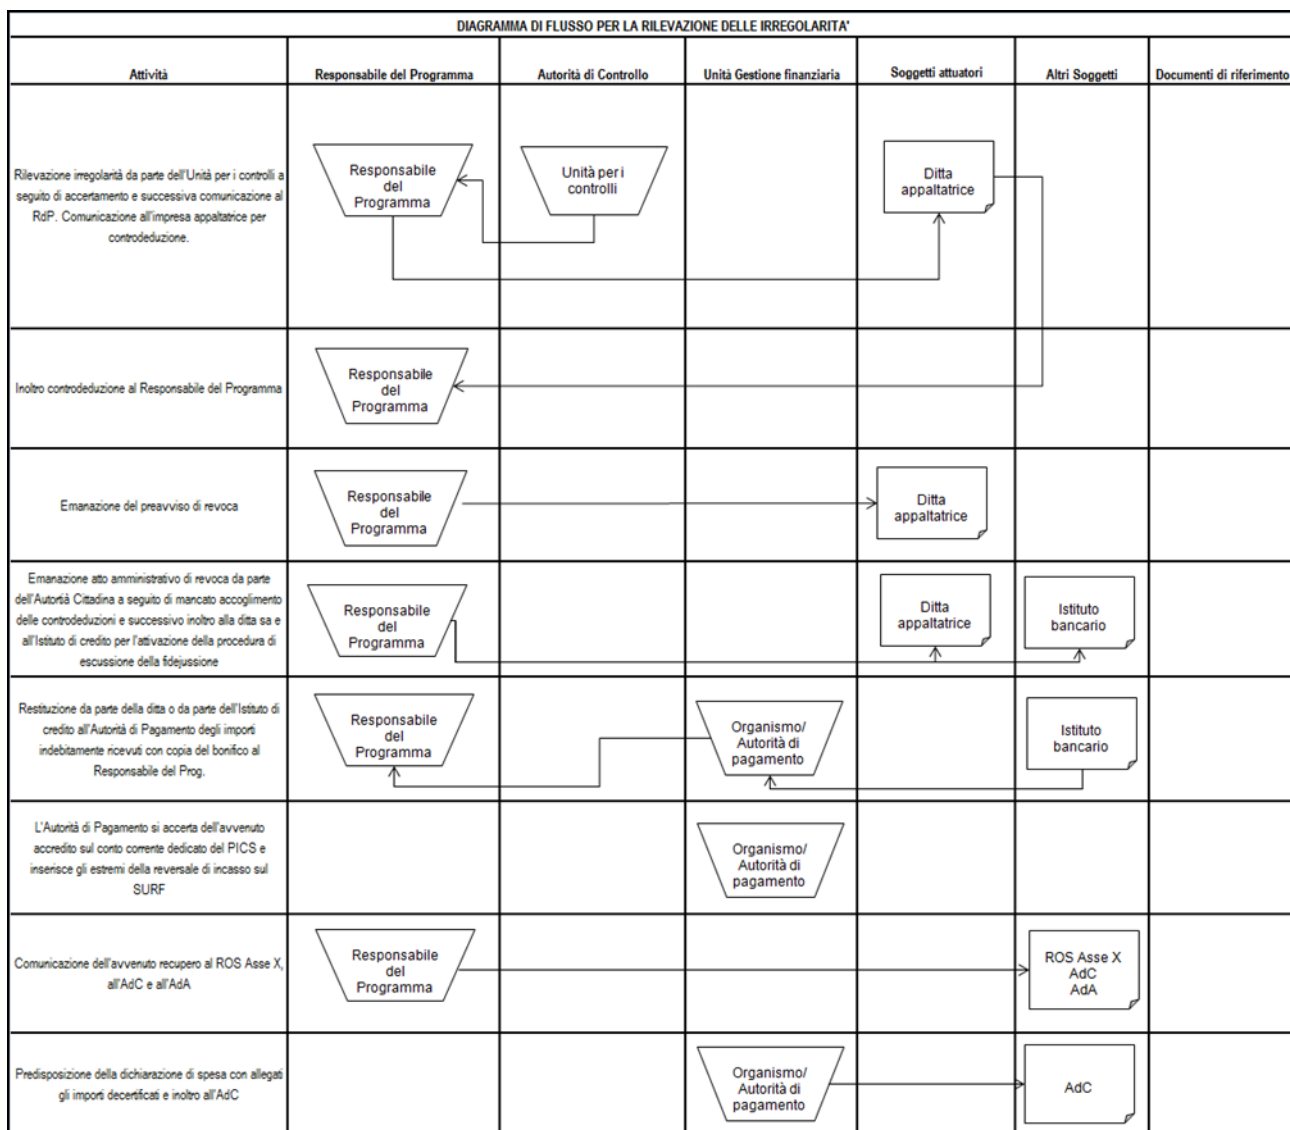 DIAGRAMMA DI FLUSSO PER LA RILEVAZIONE DELLE IRREGOLARITA'
Attività
Responsabile del Programma
Autorità di Controllo
Unità Gestione finanziaria
Soggetti attuatori
Altri Soggetti
Documenti di riferimento
Rilevazione irregolarità da parte dell'Unità per i controlli a
seguito di accertamento e successiva comunicazione al
RdP. Comunicazione all'impresa appaltatrice per
controdeduzione.
Responsabile
del
Programma
Unità per i
controlli
Ditta
appaltatrice
Inoltro controdeduzione al Responsabile del Programma
Responsabile
del
Programma
Emanazione del preavviso di revoca
Responsabile
del
Programma
Ditta
appaltatrice
Emanazione atto amministrativo di revoca da parte
dell'Autortià Cittadina a seguito di mancato accoglimento
delle controdeduzioni e successivo inoltro alla ditta sa e
all'Istituto di credito per l'attivazione della procedura di
escussione della fidejussione
Responsabile
del
Programma
Ditta
appaltatrice
Istituto
bancario
Restituzione da parte della ditta o da parte dell'Istituto di
credito all'Autorità di Pagamento degli importi
indebitamente ricevuti con copia del bonifico al
Responsabile del Prog.
Responsabile
del
Programma
Organismo/
Autorità di
pagamento
Istituto
bancario
L'Autorità di Pagamento si accerta dell'avvenuto
accredito sul conto corrente dedicato del PICS e
inserisce gli estremi della reversale di incasso sul
SURF
Organismo/
Autorità di
pagamento
Comunicazione dell'avvenuto recupero al ROS Asse X,
all'AdC e all'AdA
Responsabile
del
Programma
ROS Asse X
AdC
AdA
Predisposizione della dichiarazione di spesa con allegati
gli importi decertificati e inoltro all'AdC
Organismo/
Autorità di
pagamento
AdC